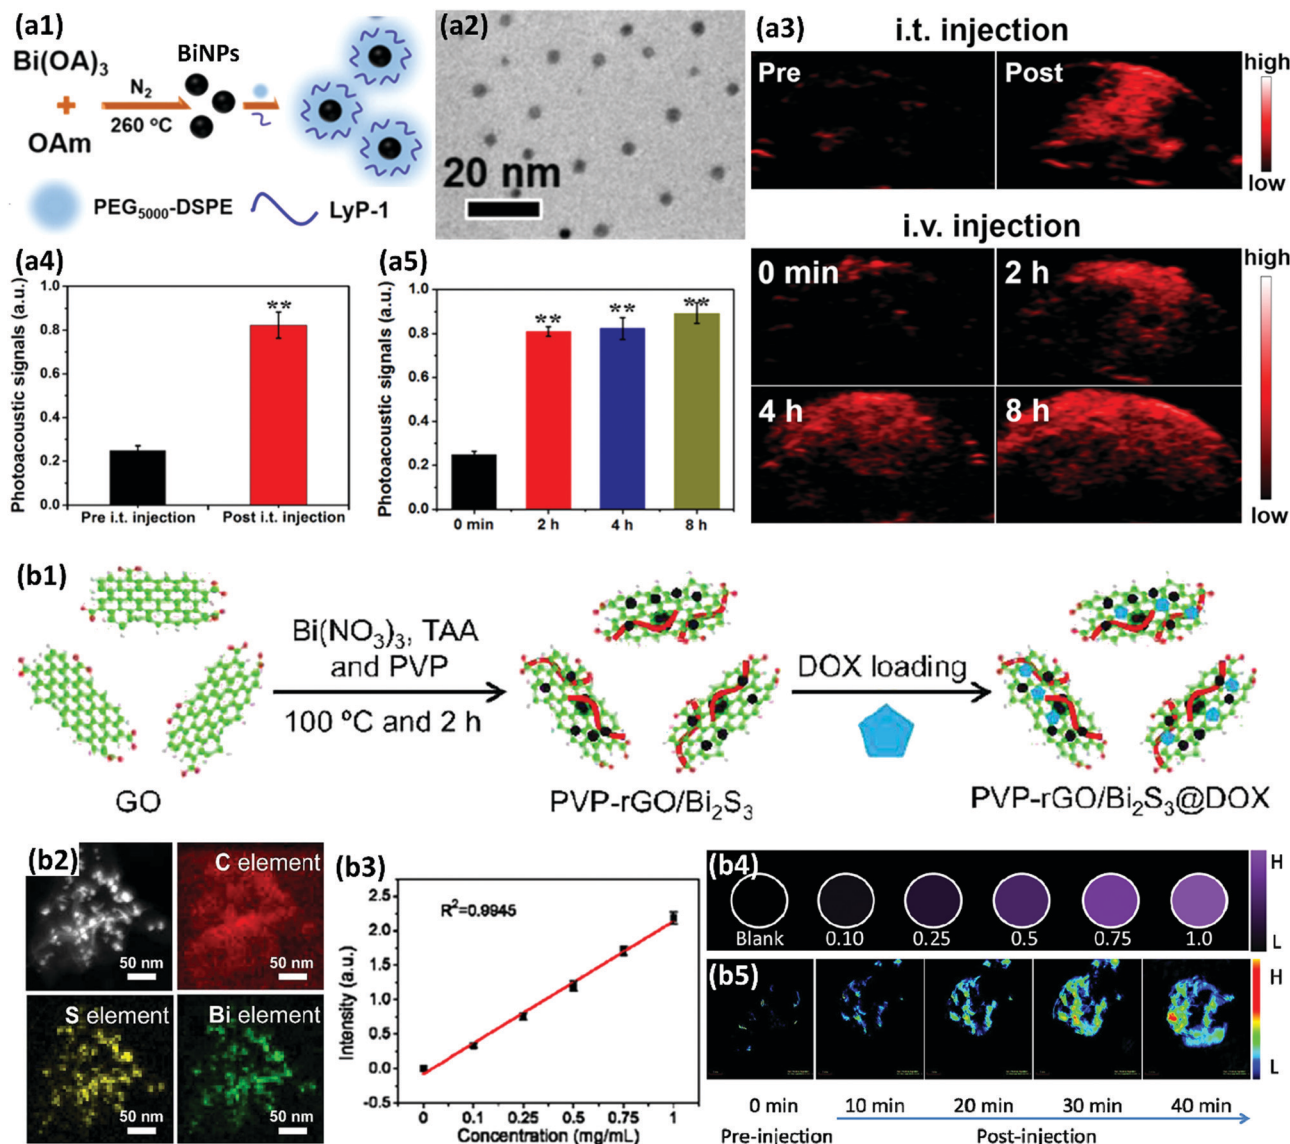 (a1)
Bi(OA)₃
+
OAm
N₂
260 °C
BiNPs
PEG₅₀₀₀-DSPE
LyP-1
(a2)
20 nm
(a3)
i.t. injection
Pre
Post
high
low
i.v. injection
0 min
2 h
4 h
8 h
high
low
(a4)
Photoacoustic signals (a.u.)
1.0
0.8
0.6
0.4
0.2
0.0
**
Pre i.t. injection
Post i.t. injection
(a5)
Photoacoustic signals (a.u.)
1.0
0.8
0.6
0.4
0.2
0.0
**
**
**
0 min
2 h
4 h
8 h
(b1)
GO
Bi(NO₃)₃, TAA
and PVP
100 ºC and 2 h
PVP-rGO/Bi₂S₃
DOX loading
PVP-rGO/Bi₂S₃@DOX
(b2)
C element
50 nm
50 nm
S element
50 nm
Bi element
50 nm
(b3)
R²=0.9945
Intensity (a.u.)
2.5
2.0
1.5
1.0
0.5
0.0
-0.5
0
0.1
0.25
0.5
0.75
1
Concentration (mg/mL)
(b4)
Blank
0.10
0.25
0.5
0.75
1.0
H
L
(b5)
H
L
0 min
10 min
20 min
30 min
40 min
Pre-injection
Post-injection